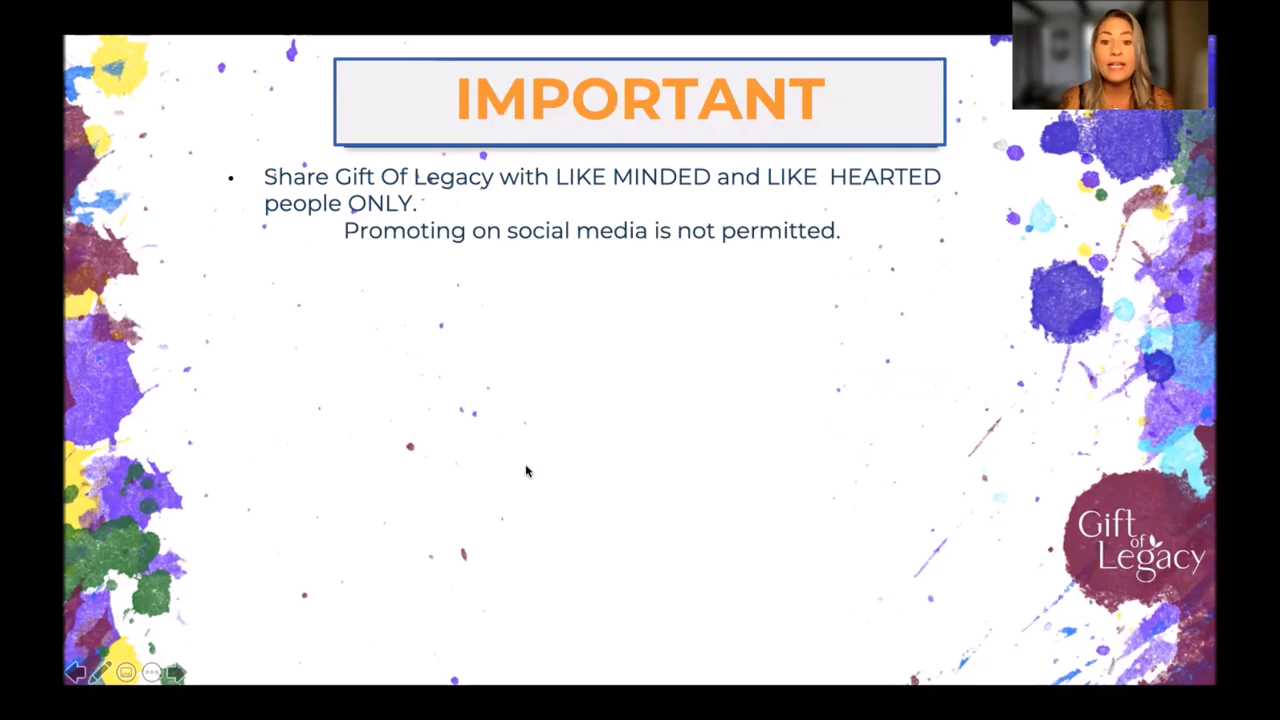 IMPORTANT
• Share Gift Of Legacy with LIKE MINDED and LIKE  HEARTED
people ONLY.
Promoting on social media is not permitted.
Gift
of
Legacy